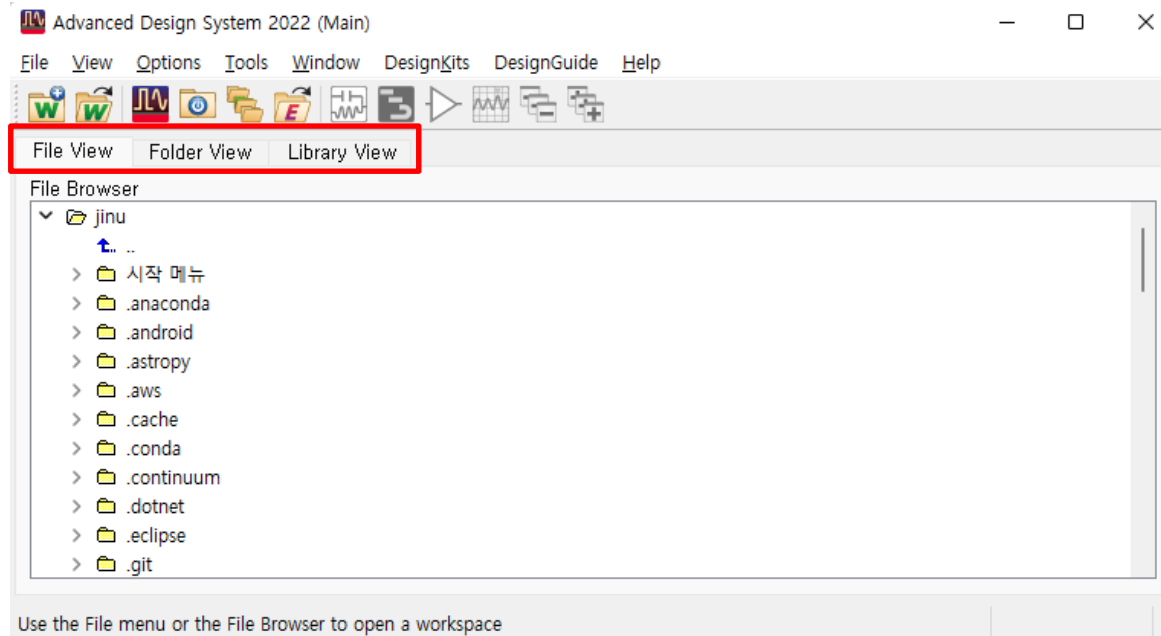 Advanced Design System 2022 (Main)
File View Options Tools Window DesignKits DesignGuide Help
W W E
File View Folder View Library View
File Browser
jinu
..
시작 메뉴
.anaconda
.android
.astropy
.aws
.cache
.conda
.continuum
.dotnet
.eclipse
.git
Use the File menu or the File Browser to open a workspace